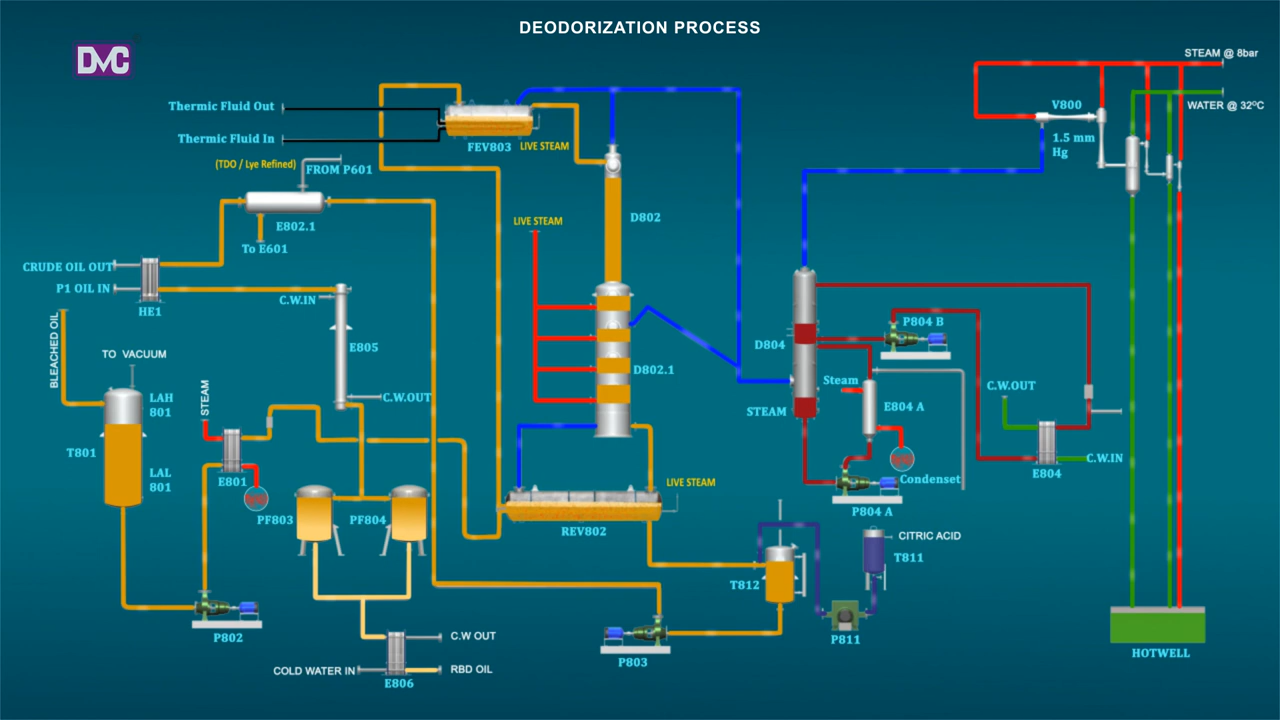 DEODORIZATION PROCESS
DMC
STEAM @ 8bar
WATER @ 32ºC
V800
1.5 mm
Hg
Thermic Fluid Out
Thermic Fluid In
FEV803
LIVE STEAM
(TDO / Lye Refined)
FROM P601
E802.1
To E601
D802
LIVE STEAM
CRUDE OIL OUT
P1 OIL IN
HE1
C.W.IN
E805
C.W.OUT
BLEACHED OIL
TO VACUUM
LAH
801
T801
LAL
801
STEAM
E801
D802.1
D804
STEAM
P804 B
Steam
E804 A
Condenset
P804 A
C.W.OUT
C.W.IN
E804
PF803
PF804
LIVE STEAM
REV802
CITRIC ACID
T811
T812
P811
P802
P803
C.W OUT
COLD WATER IN
RBD OIL
E806
HOTWELL